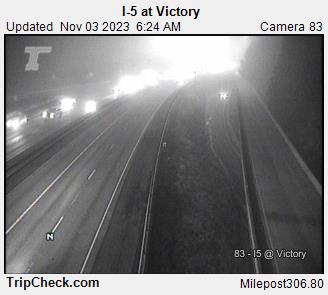 I-5 at Victory
Updated Nov 03 2023 6:24 AM Camera 83
T
N
N
83 - I5 @ Victory
TripCheck.com Milepost306.80